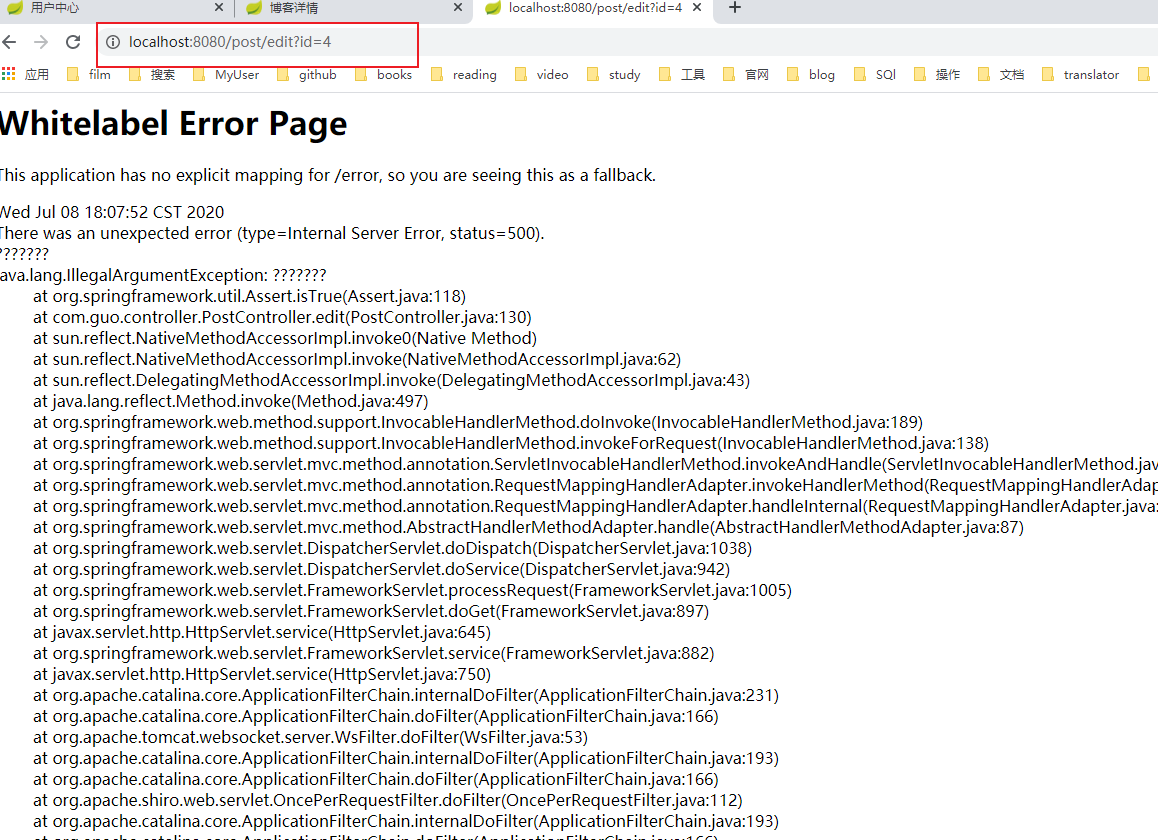 用户中心
博客详情
localhost:8080/post/edit?id=4
localhost:8080/post/edit?id=4
应用 film 搜索 MyUser github books reading video study 工具 官网 blog SQl 操作 文档 translator
Whitelabel Error Page
This application has no explicit mapping for /error, so you are seeing this as a fallback.
Wed Jul 08 18:07:52 CST 2020
There was an unexpected error (type=Internal Server Error, status=500).
???????
ava.lang.IllegalArgumentException: ???????
at org.springframework.util.Assert.isTrue(Assert.java:118)
at com.guo.controller.PostController.edit(PostController.java:130)
at sun.reflect.NativeMethodAccessorImpl.invoke0(Native Method)
at sun.reflect.NativeMethodAccessorImpl.invoke(NativeMethodAccessorImpl.java:62)
at sun.reflect.DelegatingMethodAccessorImpl.invoke(DelegatingMethodAccessorImpl.java:43)
at java.lang.reflect.Method.invoke(Method.java:497)
at org.springframework.web.method.support.InvocableHandlerMethod.doInvoke(InvocableHandlerMethod.java:189)
at org.springframework.web.method.support.InvocableHandlerMethod.invokeForRequest(InvocableHandlerMethod.java:138)
at org.springframework.web.servlet.mvc.method.annotation.ServletInvocableHandlerMethod.invokeAndHandle(ServletInvocableHandlerMethod.jav
at org.springframework.web.servlet.mvc.method.annotation.RequestMappingHandlerAdapter.invokeHandlerMethod(RequestMappingHandlerAdap
at org.springframework.web.servlet.mvc.method.annotation.RequestMappingHandlerAdapter.handleInternal(RequestMappingHandlerAdapter.java:
at org.springframework.web.servlet.mvc.method.AbstractHandlerMethodAdapter.handle(AbstractHandlerMethodAdapter.java:87)
at org.springframework.web.servlet.DispatcherServlet.doDispatch(DispatcherServlet.java:1038)
at org.springframework.web.servlet.DispatcherServlet.doService(DispatcherServlet.java:942)
at org.springframework.web.servlet.FrameworkServlet.processRequest(FrameworkServlet.java:1005)
at org.springframework.web.servlet.FrameworkServlet.doGet(FrameworkServlet.java:897)
at javax.servlet.http.HttpServlet.service(HttpServlet.java:645)
at org.springframework.web.servlet.FrameworkServlet.service(FrameworkServlet.java:882)
at javax.servlet.http.HttpServlet.service(HttpServlet.java:750)
at org.apache.catalina.core.ApplicationFilterChain.internalDoFilter(ApplicationFilterChain.java:231)
at org.apache.catalina.core.ApplicationFilterChain.doFilter(ApplicationFilterChain.java:166)
at org.apache.tomcat.websocket.server.WsFilter.doFilter(WsFilter.java:53)
at org.apache.catalina.core.ApplicationFilterChain.internalDoFilter(ApplicationFilterChain.java:193)
at org.apache.catalina.core.ApplicationFilterChain.doFilter(ApplicationFilterChain.java:166)
at org.apache.shiro.web.servlet.OncePerRequestFilter.doFilter(OncePerRequestFilter.java:112)
at org.apache.catalina.core.ApplicationFilterChain.internalDoFilter(ApplicationFilterChain.java:193)
at org.apache.catalina.core.ApplicationFilterChain.doFilter(ApplicationFilterChain.java:166)